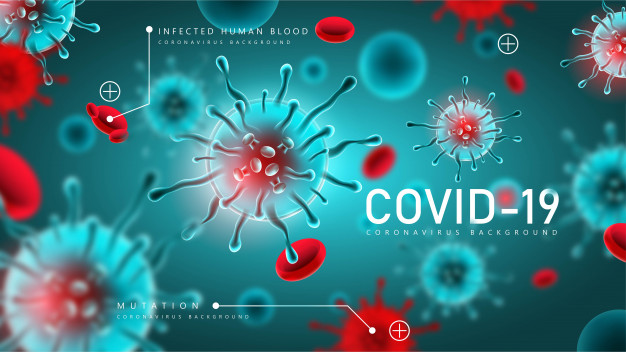 INFECTED HUMAN BLOOD
CORONAVIRUS BACKGROUND
COVID-19
CORONAVIRUS BACKGROUND
MUTATION
CORONAVIRUS BACKGROUND